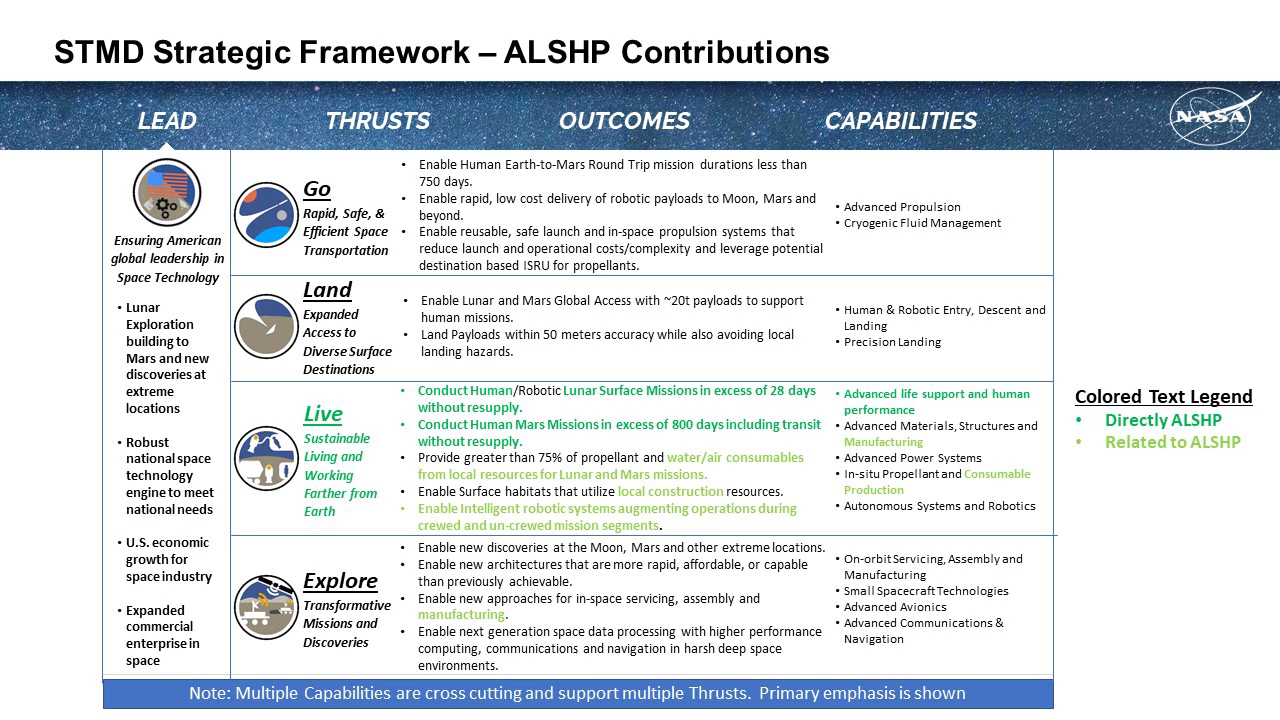 STMD Strategic Framework – ALSHP Contributions
LEAD
THRUSTS
OUTCOMES
CAPABILITIES
NASA
Ensuring American
global leadership in
Space Technology
• Lunar
Exploration
building to
Mars and new
discoveries at
extreme
locations
• Robust
national space
technology
engine to meet
national needs
• U.S. economic
growth for
space industry
• Expanded
commercial
enterprise in
space
Go
Rapid, Safe, &
Efficient Space
Transportation
• Enable Human Earth-to-Mars Round Trip mission durations less than
750 days.
• Enable rapid, low cost delivery of robotic payloads to Moon, Mars and
beyond.
• Enable reusable, safe launch and in-space propulsion systems that
reduce launch and operational costs/complexity and leverage potential
destination based ISRU for propellants.
• Advanced Propulsion
• Cryogenic Fluid Management
Land
Expanded
Access to
Diverse Surface
Destinations
• Enable Lunar and Mars Global Access with ~20t payloads to support
human missions.
• Land Payloads within 50 meters accuracy while also avoiding local
landing hazards.
• Human & Robotic Entry, Descent and
Landing
• Precision Landing
Live
Sustainable
Living and
Working
Farther from
Earth
• Conduct Human/Robotic Lunar Surface Missions in excess of 28 days
without resupply.
• Conduct Human Mars Missions in excess of 800 days including transit
without resupply.
• Provide greater than 75% of propellant and water/air consumables
from local resources for Lunar and Mars missions.
• Enable Surface habitats that utilize local construction resources.
• Enable Intelligent robotic systems augmenting operations during
crewed and un-crewed mission segments.
• Advanced life support and human
performance
• Advanced Materials, Structures and
Manufacturing
• Advanced Power Systems
• In-situ Propellant and Consumable
Production
• Autonomous Systems and Robotics
Explore
Transformative
Missions and
Discoveries
• Enable new discoveries at the Moon, Mars and other extreme locations.
• Enable new architectures that are more rapid, affordable, or capable
than previously achievable.
• Enable new approaches for in-space servicing, assembly and
manufacturing.
• Enable next generation space data processing with higher performance
computing, communications and navigation in harsh deep space
environments.
• On-orbit Servicing, Assembly and
Manufacturing
• Small Spacecraft Technologies
• Advanced Avionics
• Advanced Communications &
Navigation
Colored Text Legend
• Directly ALSHP
• Related to ALSHP
Note: Multiple Capabilities are cross cutting and support multiple Thrusts. Primary emphasis is shown